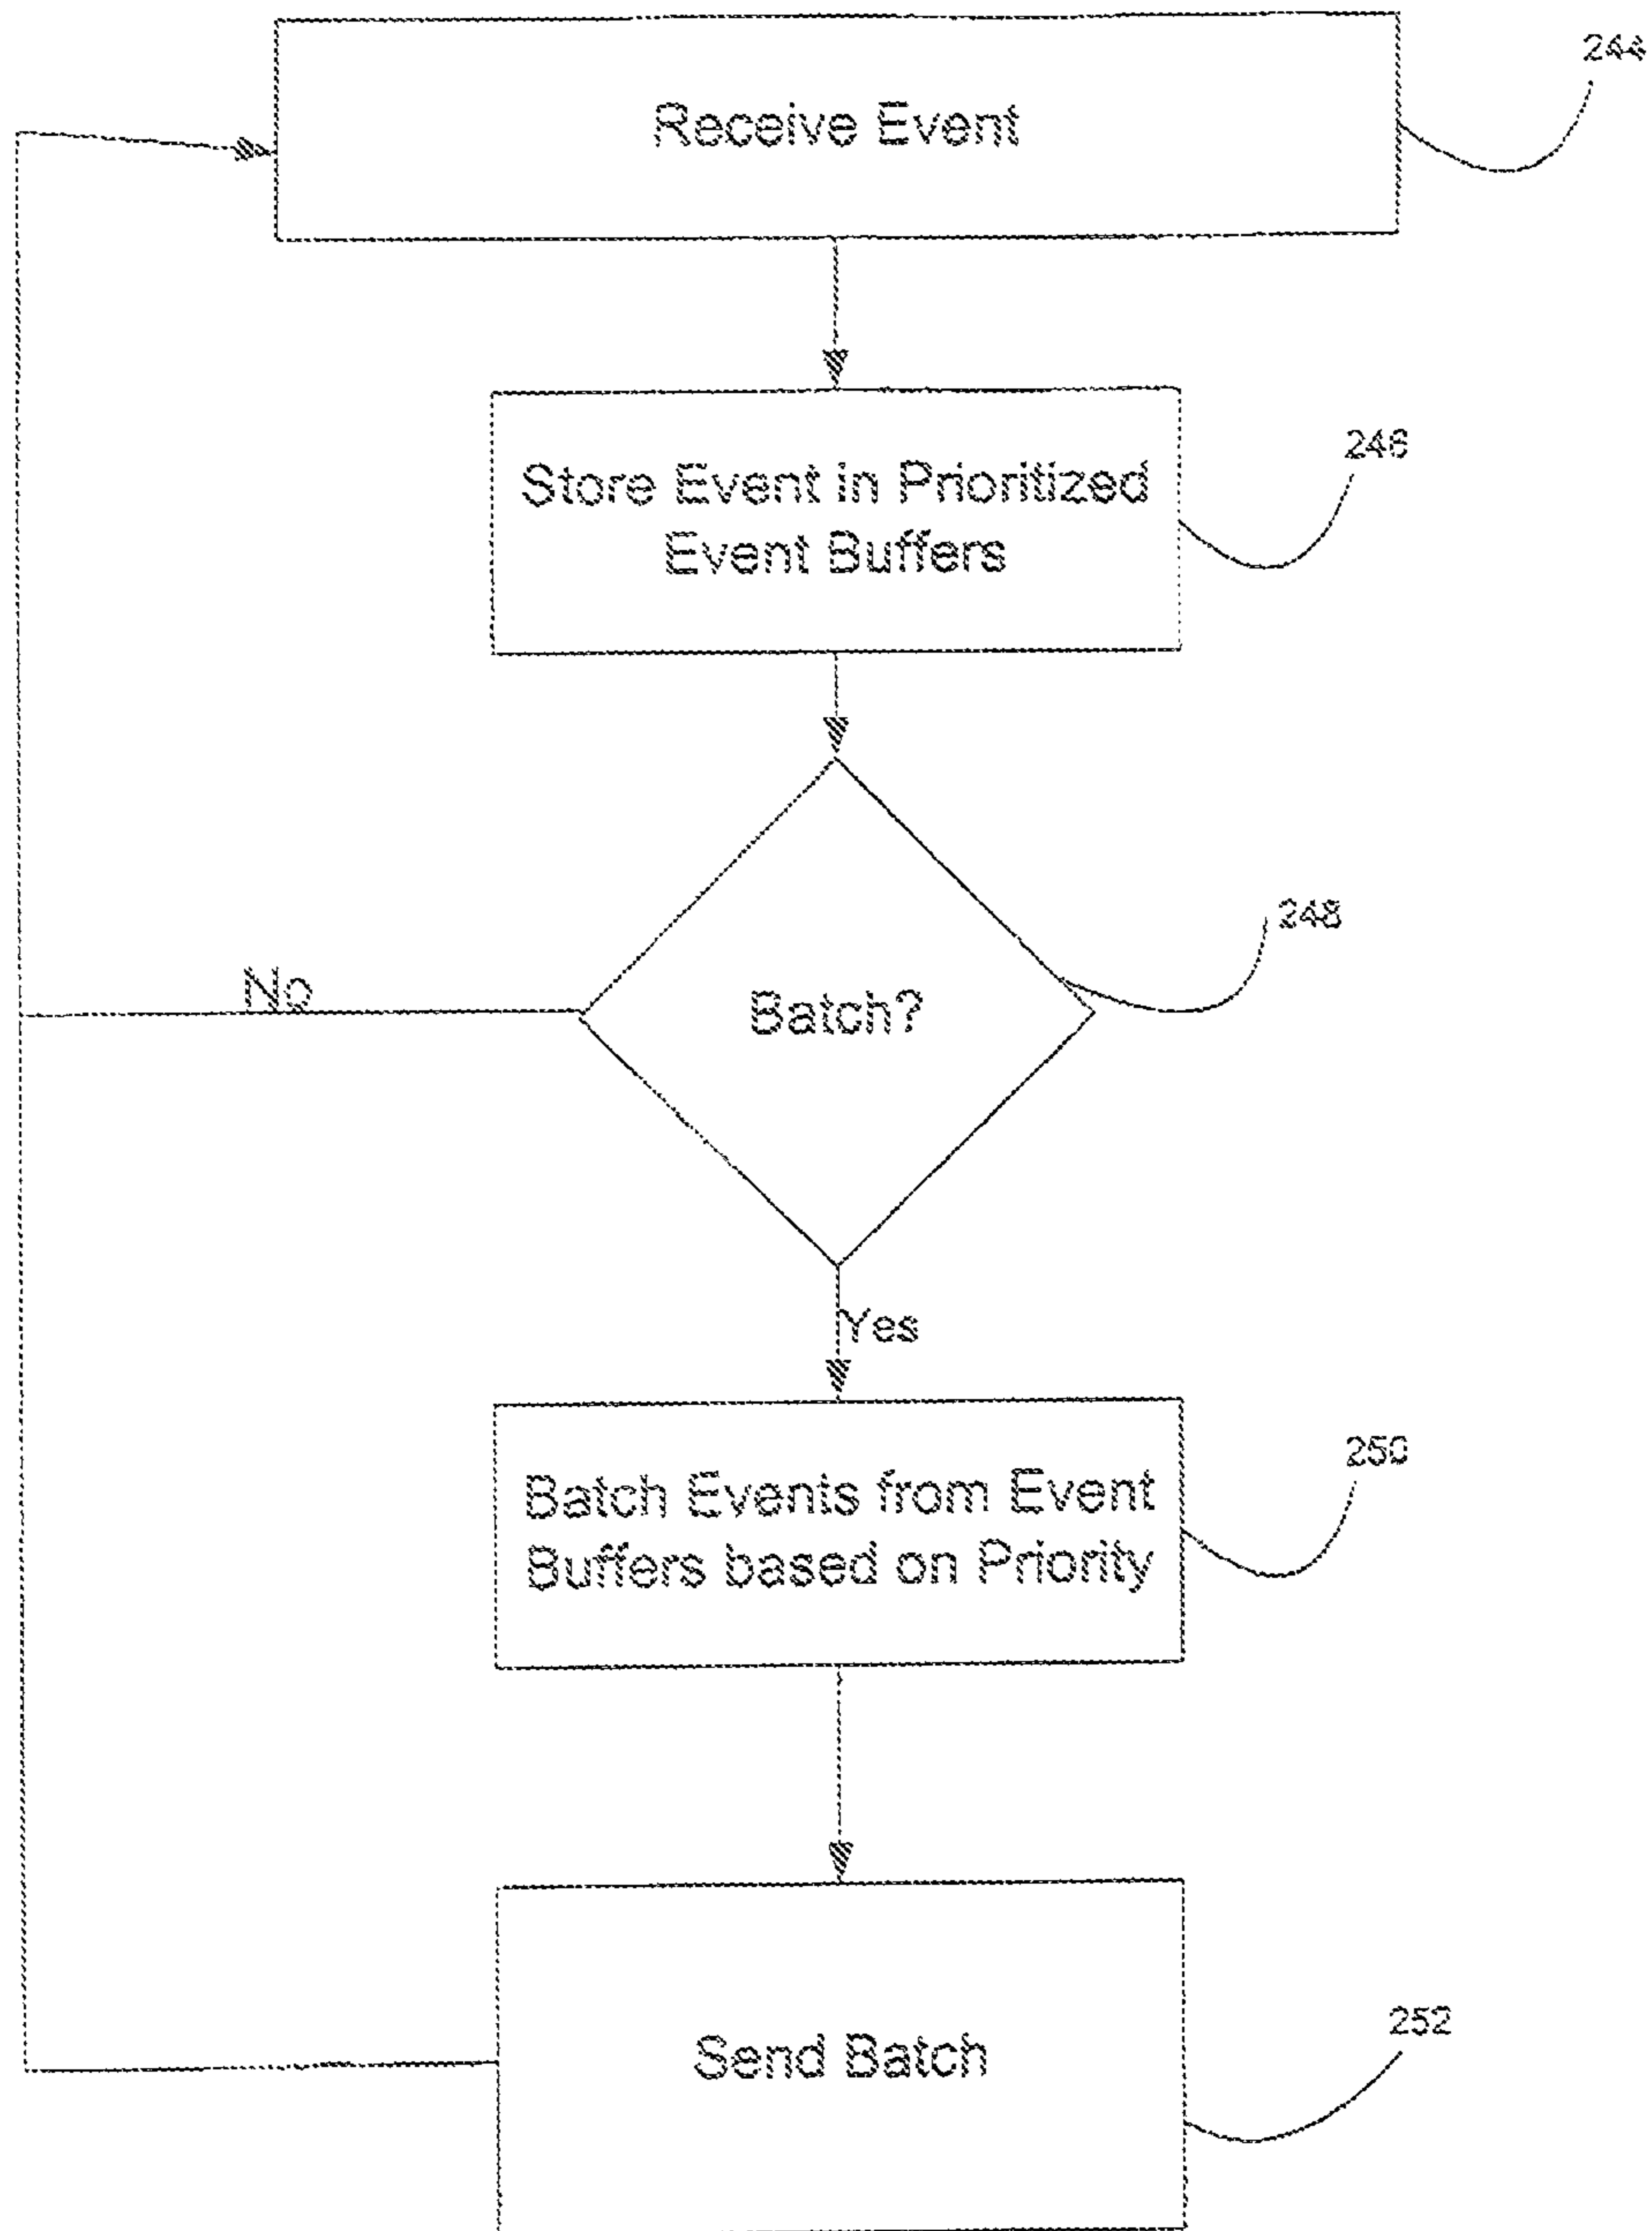 244
Receive Event
246
Store Event in Prioritized
Event Buffers
248
No
Batch?
Yes
250
Batch Events from Event
Buffers based on Priority
252
Send Batch